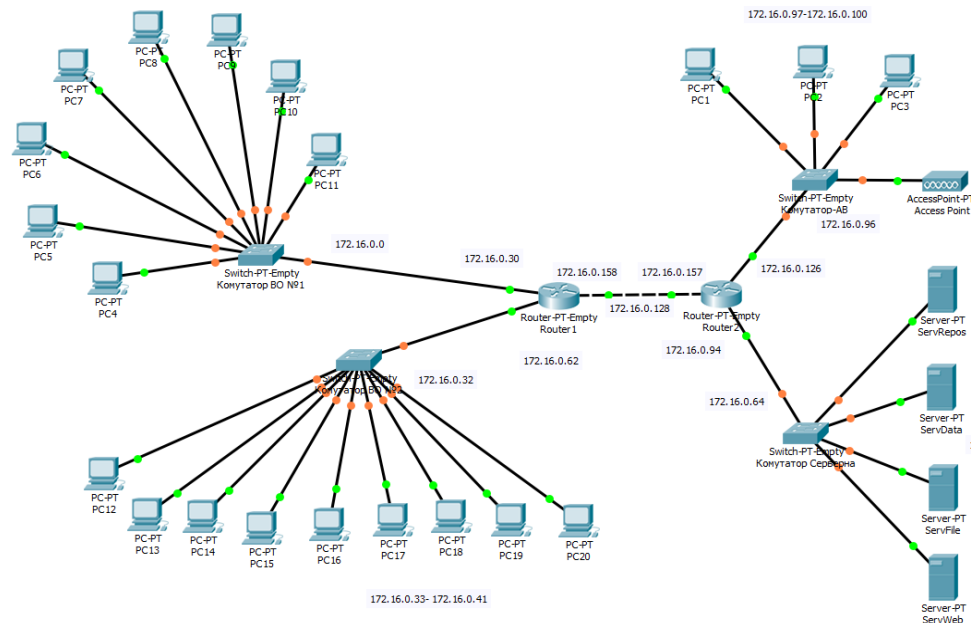 172.16.0.97-172.16.0.100
PC-PT
PC8
PC-PT
PC9
PC-PT
PC7
PC-PT
PC10
PC-PT
PC1
PC-PT
PC2
PC-PT
PC3
PC-PT
PC6
PC-PT
PC11
Switch-PT-Empty
Конутатор-АВ
AccessPoint-PT
Access Point
PC-PT
PC5
172.16.0.96
172.16.0.0
172.16.0.30
172.16.0.158
172.16.0.157
172.16.0.126
Switch-PT-Empty
Комутатор ВО №1
PC-PT
PC4
172.16.0.128
Router-PT-Empty
Router1
Router-PT-Empty
Router2
Server-PT
ServRepos
172.16.0.62
172.16.0.94
Switch-PT-Empty
Конутатор ВО №2
172.16.0.32
172.16.0.64
Server-PT
ServData
Switch-PT-Empty
Конутатор Серверна
PC-PT
PC12
PC-PT
PC13
PC-PT
PC14
PC-PT
PC15
PC-PT
PC16
PC-PT
PC17
PC-PT
PC18
PC-PT
PC19
PC-PT
PC20
Server-PT
ServFile
172.16.0.33- 172.16.0.41
Server-PT
ServWeb